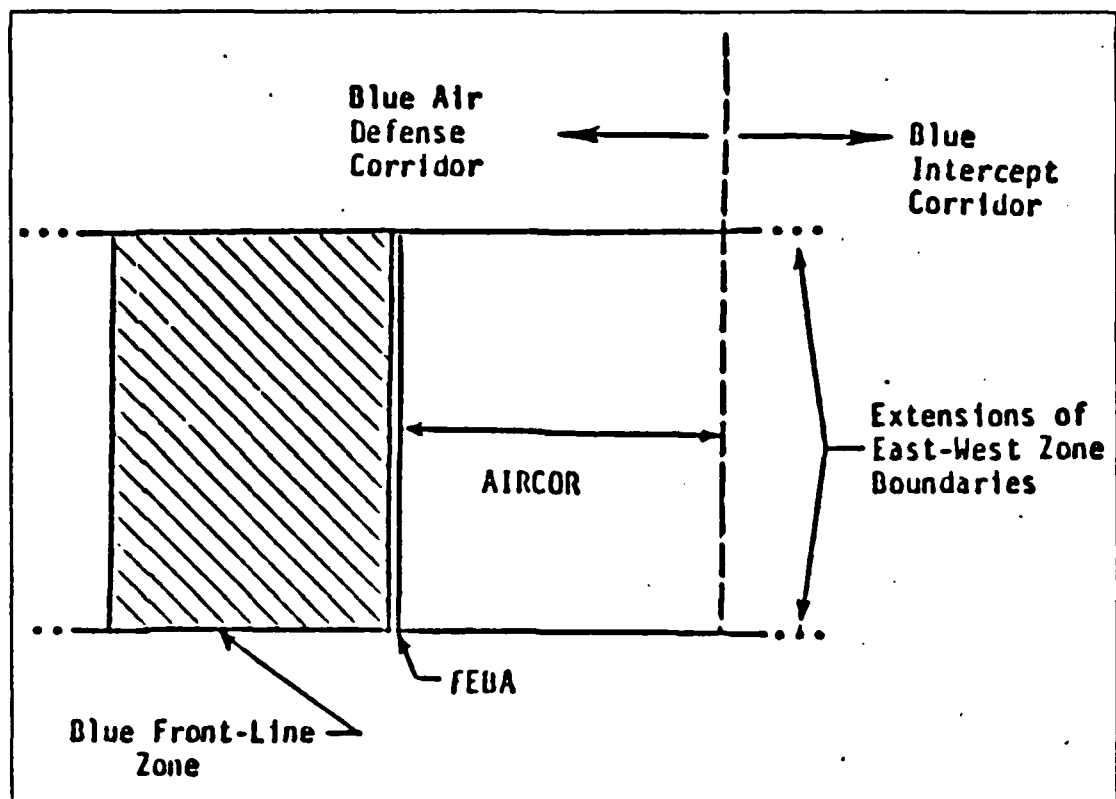 Blue Air
Defense
Corridor
Blue
Intercept
Corridor
AIRCOR
Extensions of
East-West Zone
Boundaries
FEBA
Blue Front-Line
Zone